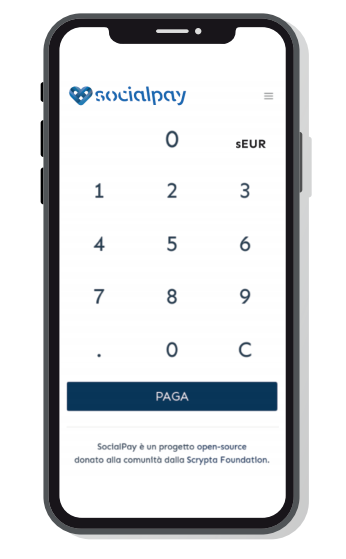 socialpay
0 sEUR
1 2 3
4 5 6
7 8 9
. 0 C
PAGA
SocialPay è un progetto open-source
donato alla comunità dalla Scrypta Foundation.